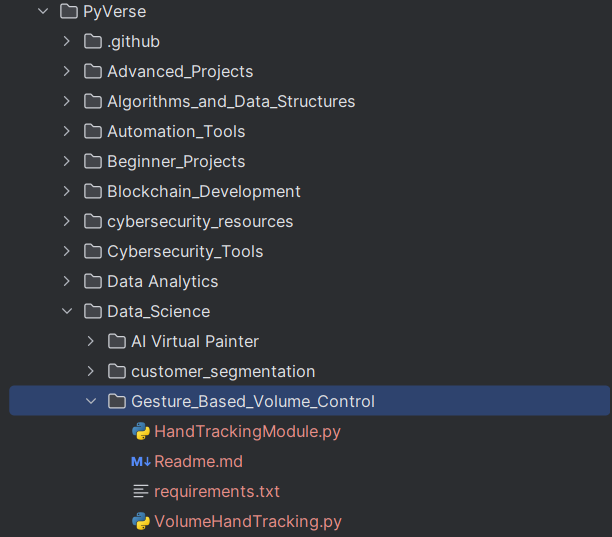 PyVerse
.github
Advanced_Projects
Algorithms_and_Data_Structures
Automation_Tools
Beginner_Projects
Blockchain_Development
cybersecurity_resources
Cybersecurity_Tools
Data Analytics
Data_Science
AI Virtual Painter
customer_segmentation
Gesture_Based_Volume_Control
HandTrackingModule.py
M↓ Readme.md
requirements.txt
VolumeHandTracking.py